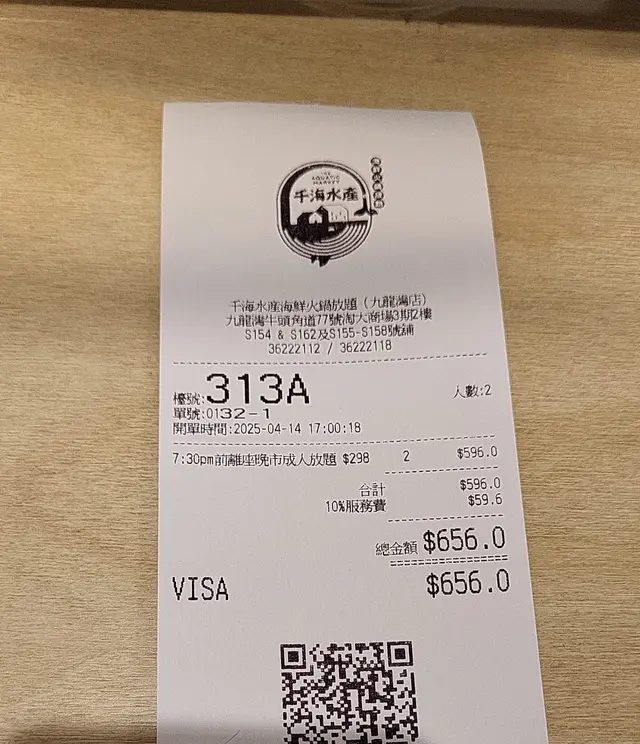 THE
AQUATIC
MARKET
千海水產
千海水產海鮮火鍋放題（九龍灣店）
九龍灣牛頭角道77號淘大商場3期2樓
S154 & S162及S155-S158號舖
36222112 / 36222118
檯號:313A 人數:2
單號:0132-1
開單時間:2025-04-14 17:00:18
7:30pm前離座晚市成人放題 $298 2 $596.0
合計 $596.0
10%服務費 $59.6
總金額 $656.0
VISA $656.0